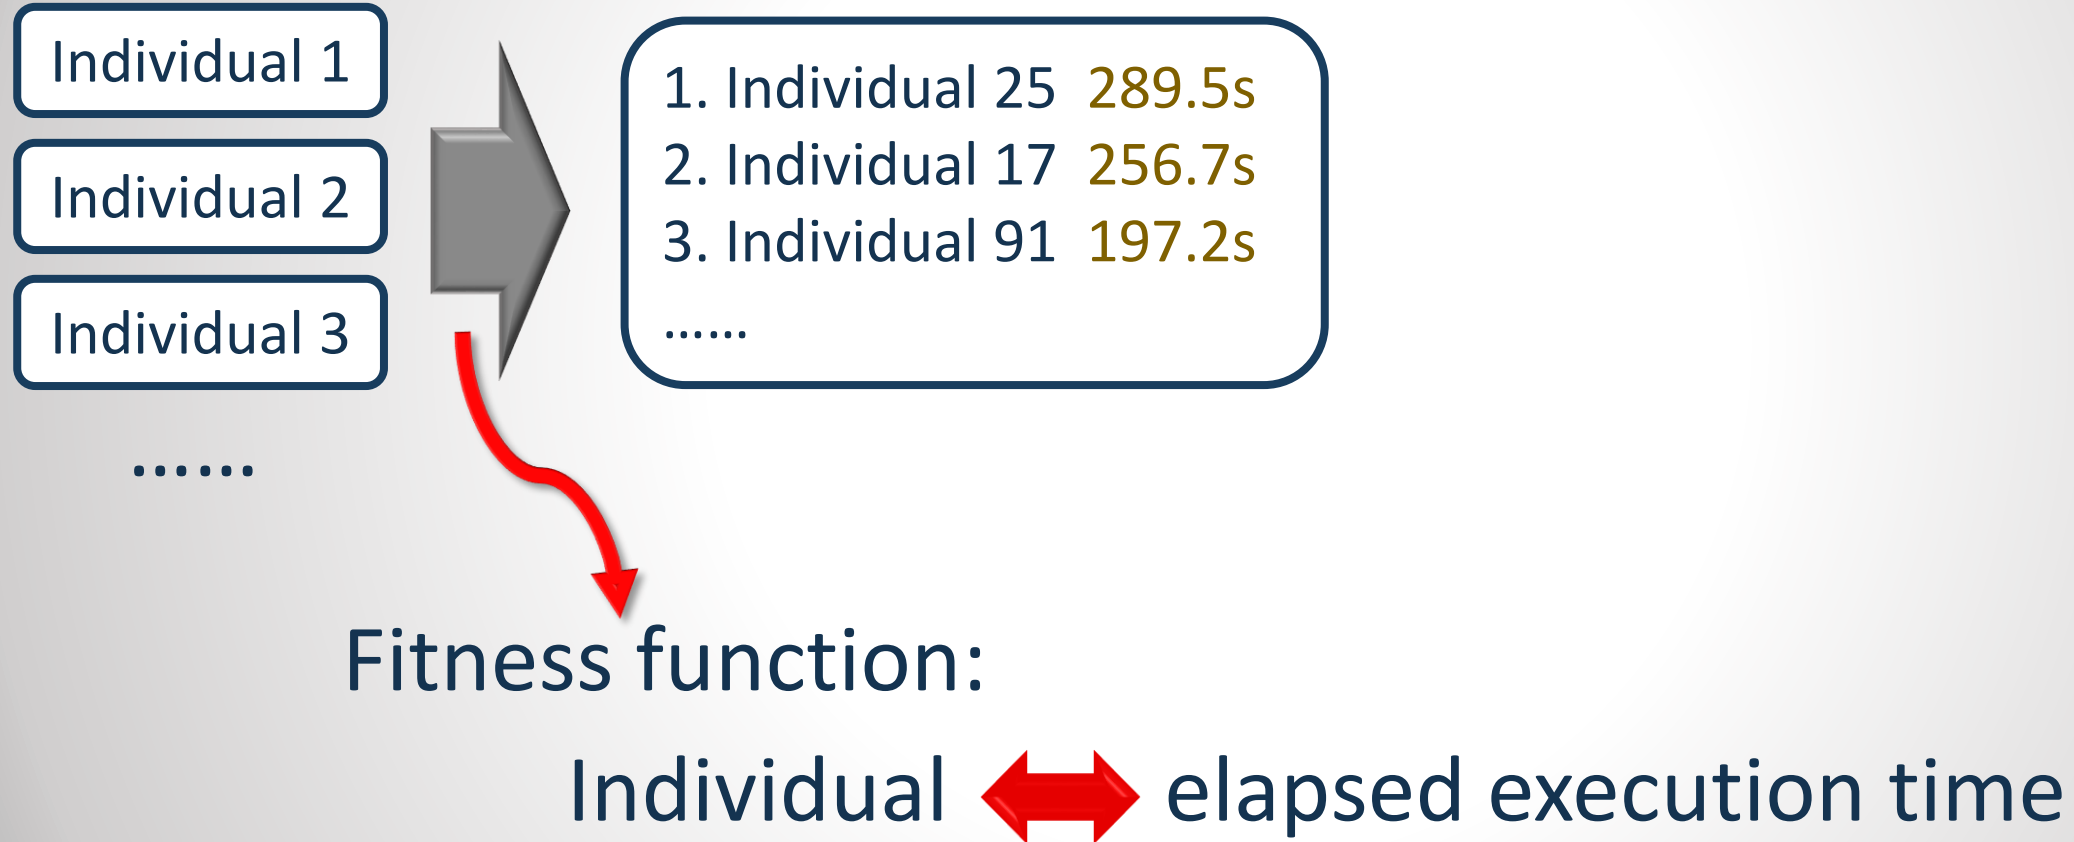 Individual 1
Individual 2
Individual 3
......
1. Individual 25 289.5s
2. Individual 17 256.7s
3. Individual 91 197.2s
......
Fitness function:
Individual elapsed execution time